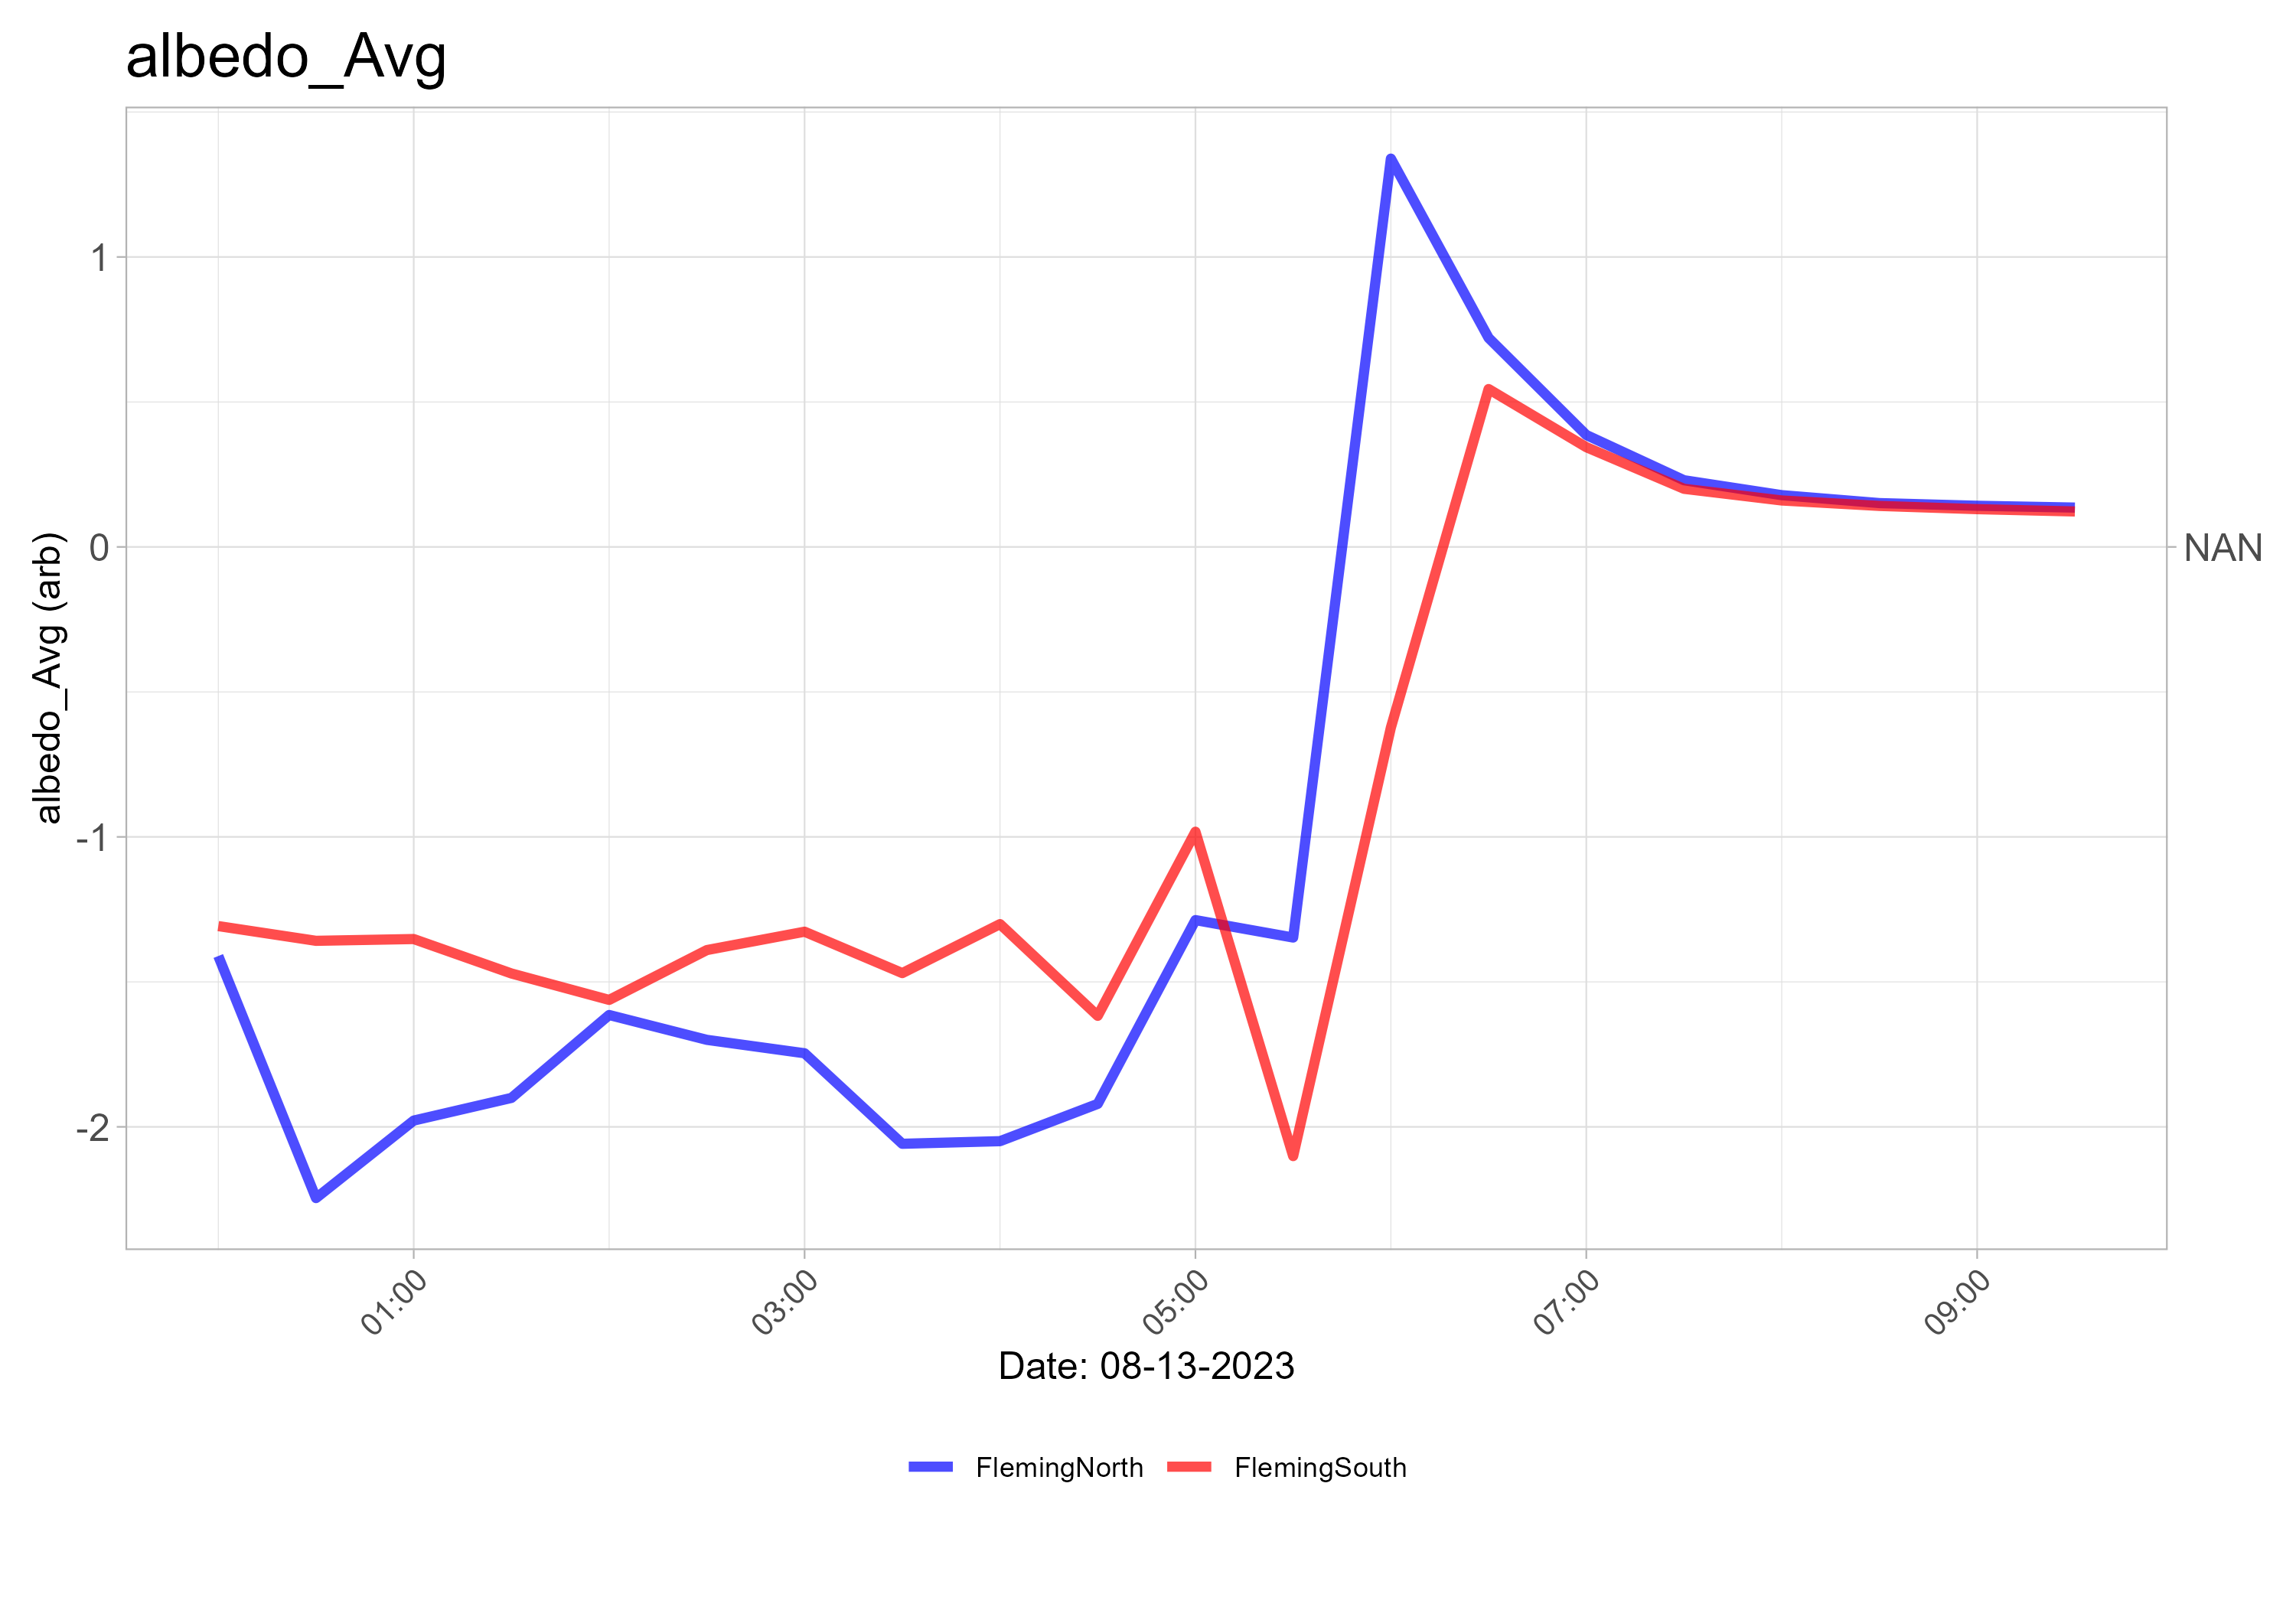 albedo_Avg
albedo_Avg (arb)
1
0
-1
-2
NAN
01:00
03:00
05:00
07:00
09:00
Date: 08-13-2023
FlemingNorth
FlemingSouth